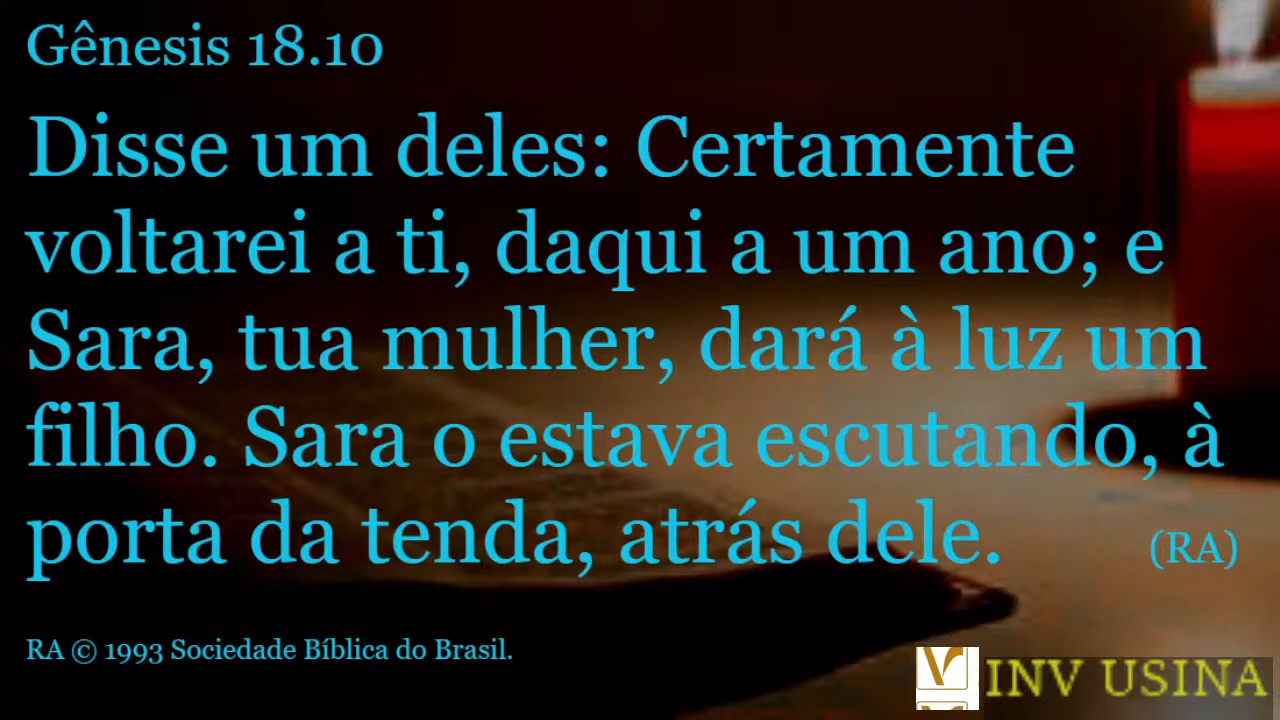 Gênesis 18.10
Disse um deles: Certamente
voltarei a ti, daqui a um ano; e
Sara, tua mulher, dará à luz um
filho. Sara o estava escutando, à
porta da tenda, atrás dele.
(RA)
RA © 1993 Sociedade Bíblica do Brasil.
INV USINA